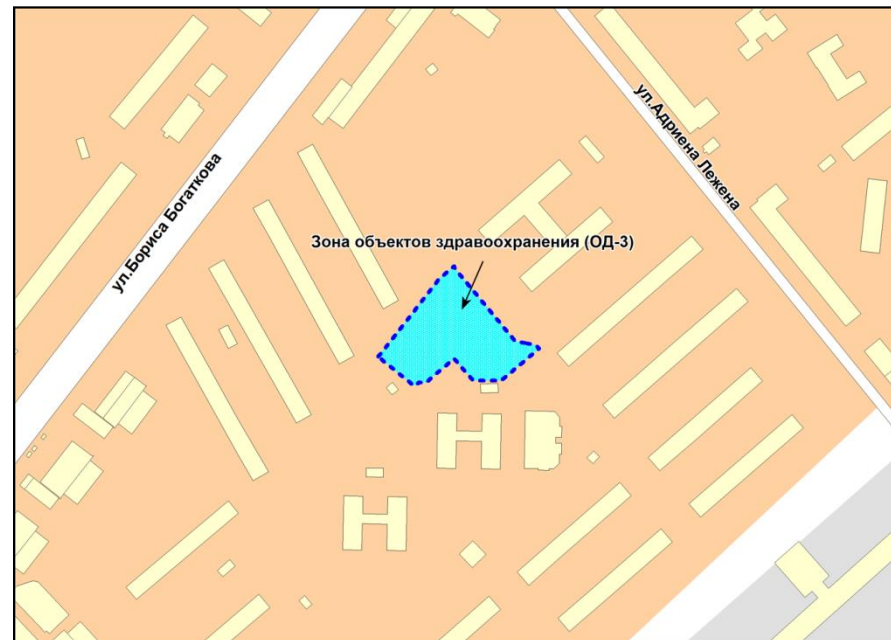 ул.Бориса Богаткова
ул.Адриена Лежена
Зона объектов здравоохранения (ОД-3)